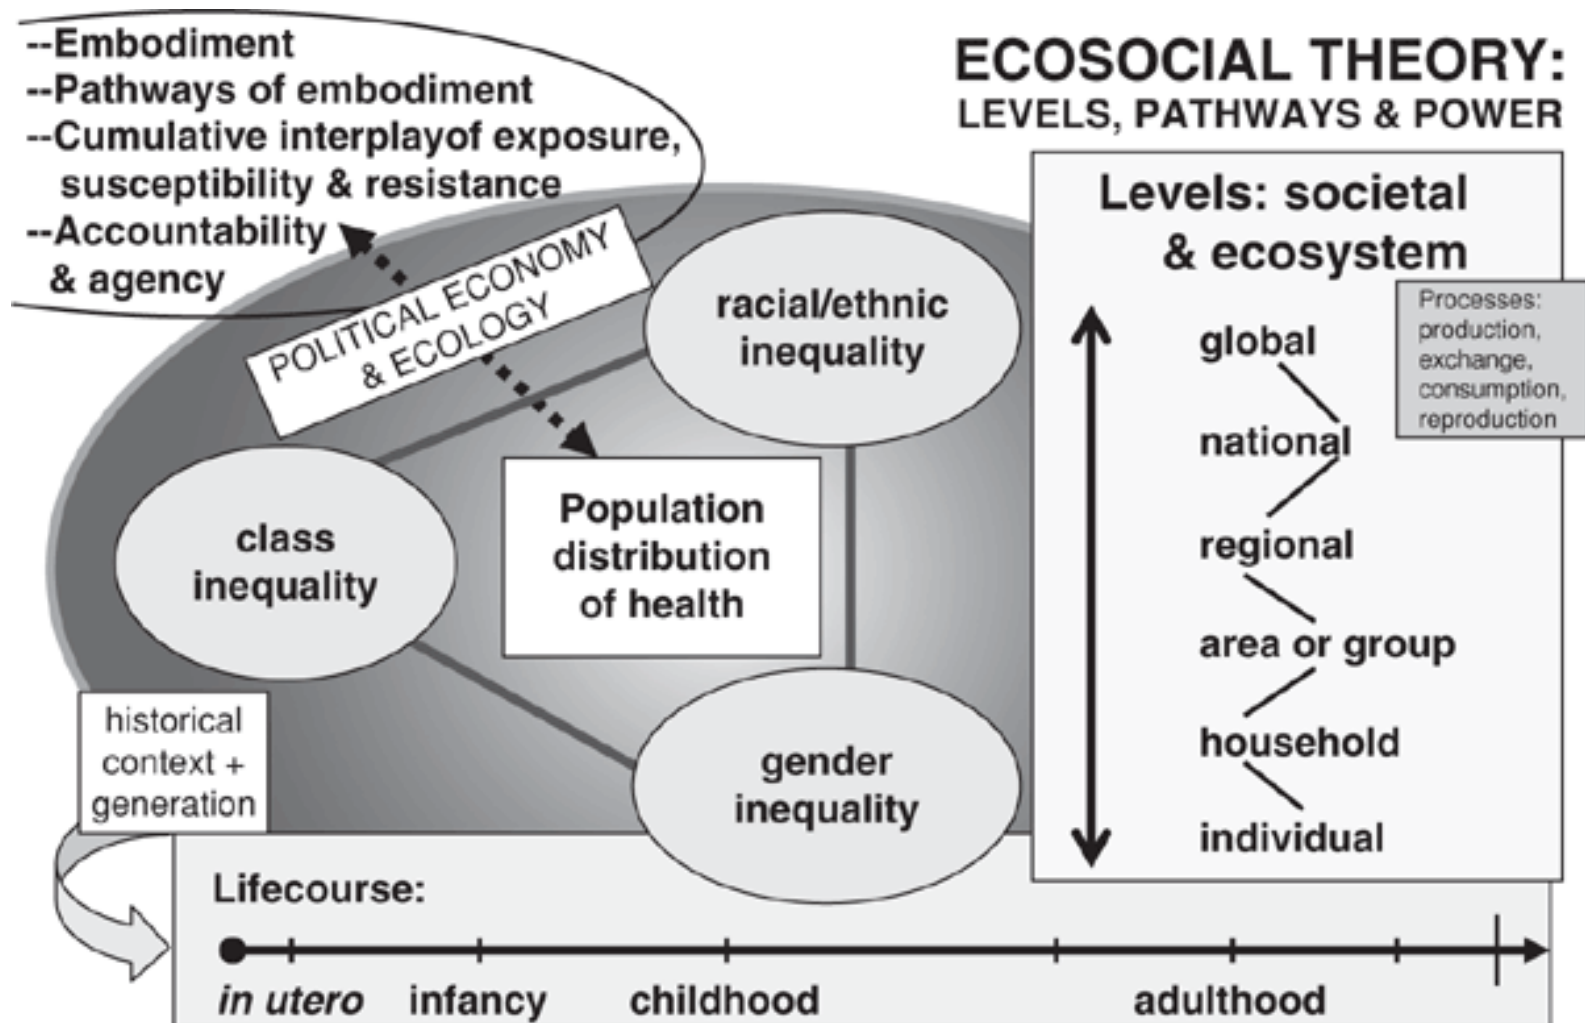 --Embodiment
--Pathways of embodiment
--Cumulative interplayof exposure,
susceptibility & resistance
--Accountability
& agency
ECOSOCIAL THEORY:
LEVELS, PATHWAYS & POWER
POLITICAL ECONOMY
& ECOLOGY
racial/ethnic
inequality
class
inequality
Population
distribution
of health
gender
inequality
historical
context +
generation
Levels: societal
& ecosystem
Processes:
production,
exchange,
consumption,
reproduction
global
national
regional
area or group
household
individual
Lifecourse:
in utero infancy childhood adulthood